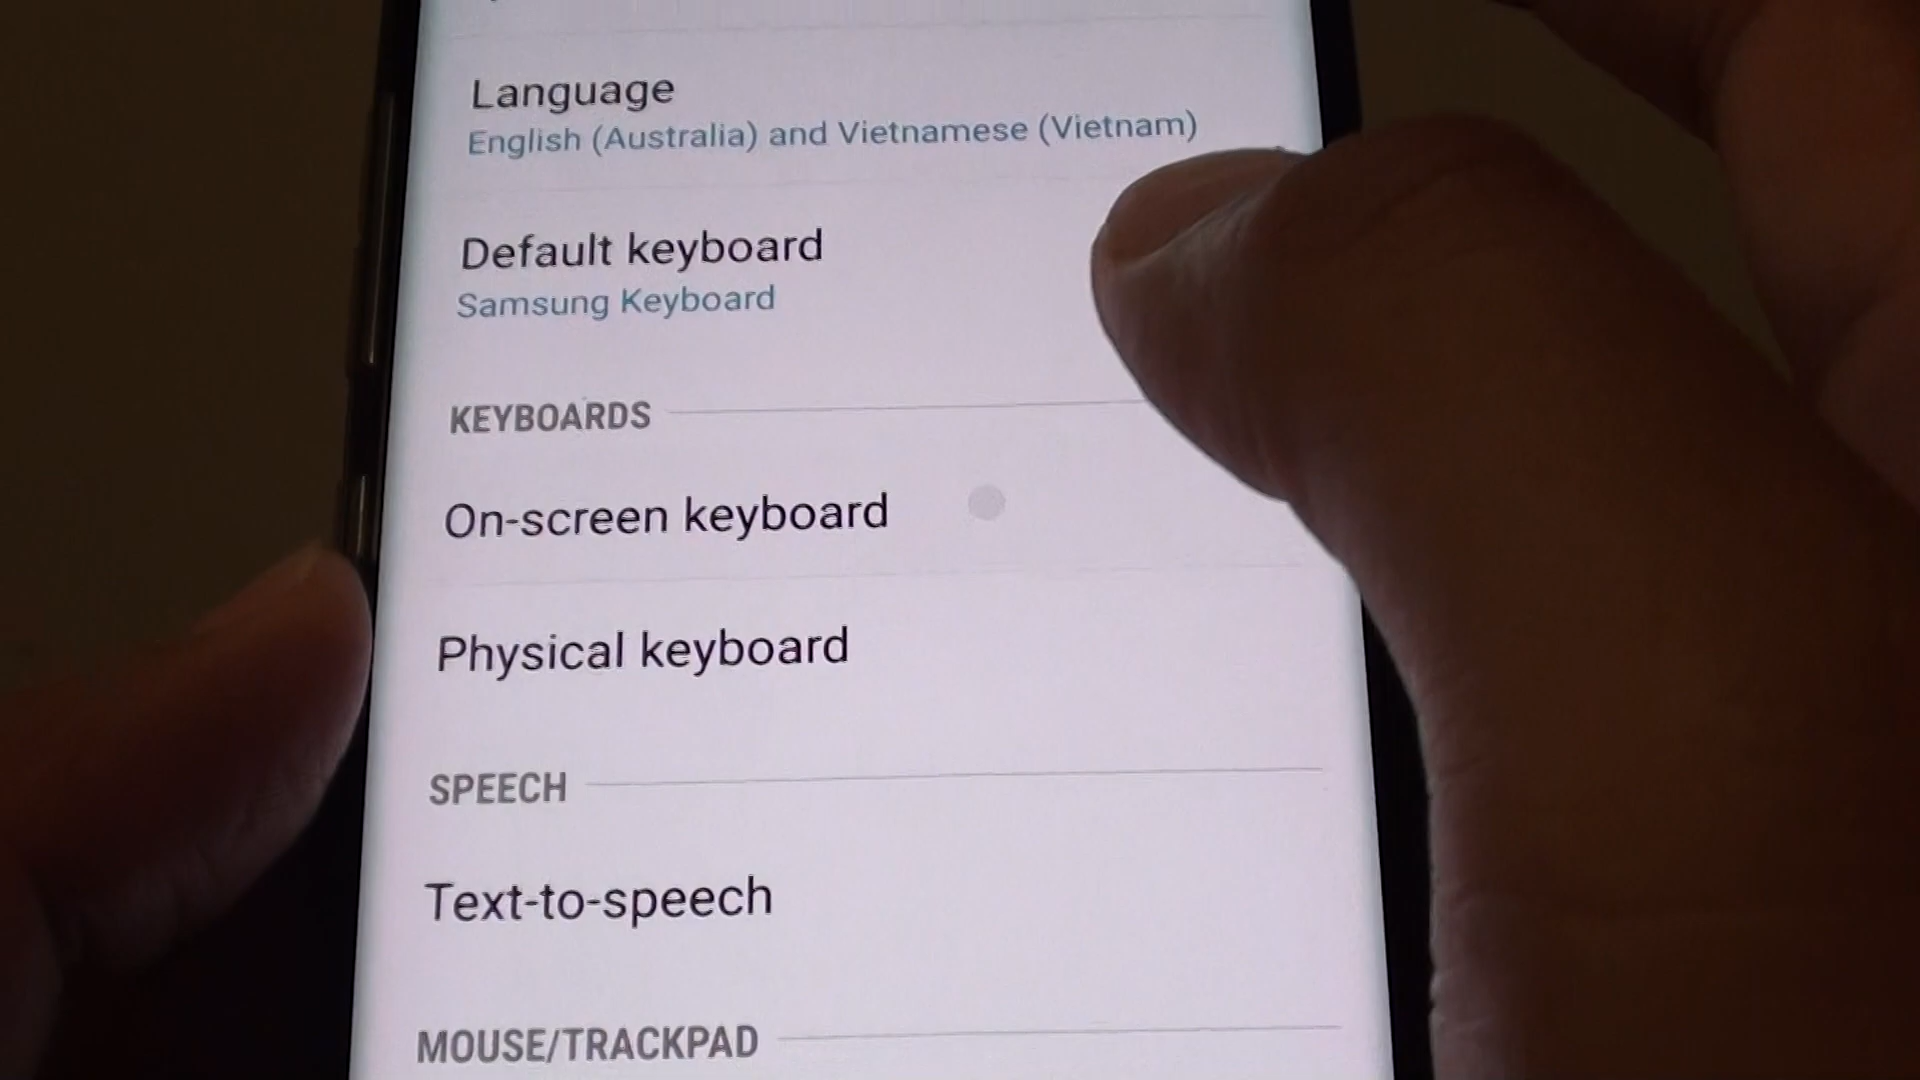 Language
English (Australia) and Vietnamese (Vietnam)
Default keyboard
Samsung Keyboard
KEYBOARDS
On-screen keyboard
Physical keyboard
SPEECH
Text-to-speech
MOUSE/TRACKPAD